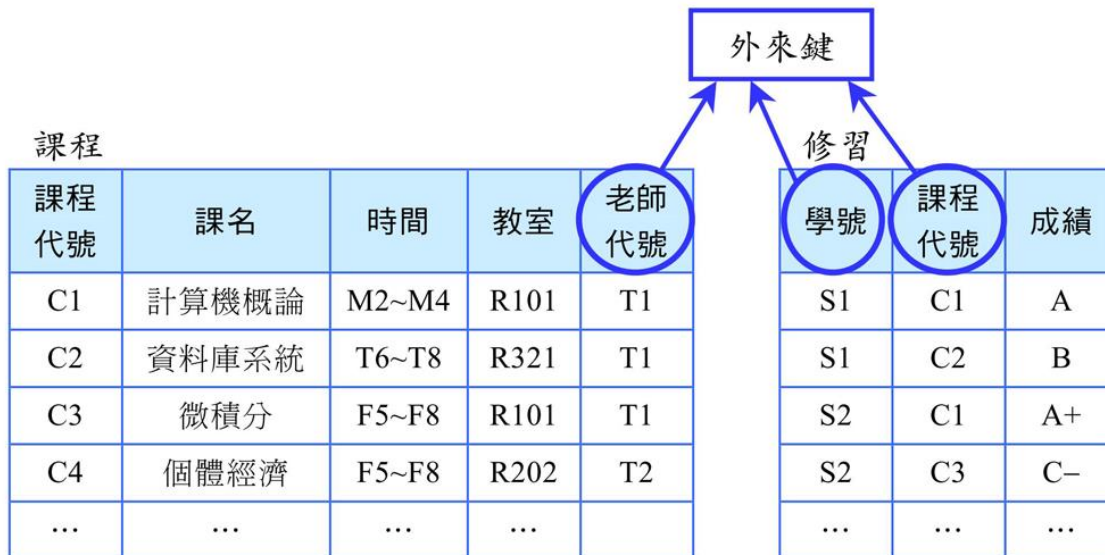 外來鍵
課程
課程代號 課名 時間 教室 老師代號
C1 計算機概論 M2~M4 R101 T1
C2 資料庫系統 T6~T8 R321 T1
C3 微積分 F5~F8 R101 T1
C4 個體經濟 F5~F8 R202 T2
… … … …
修習
學號 課程代號 成績
S1 C1 A
S1 C2 B
S2 C1 A+
S2 C3 C−
… … …